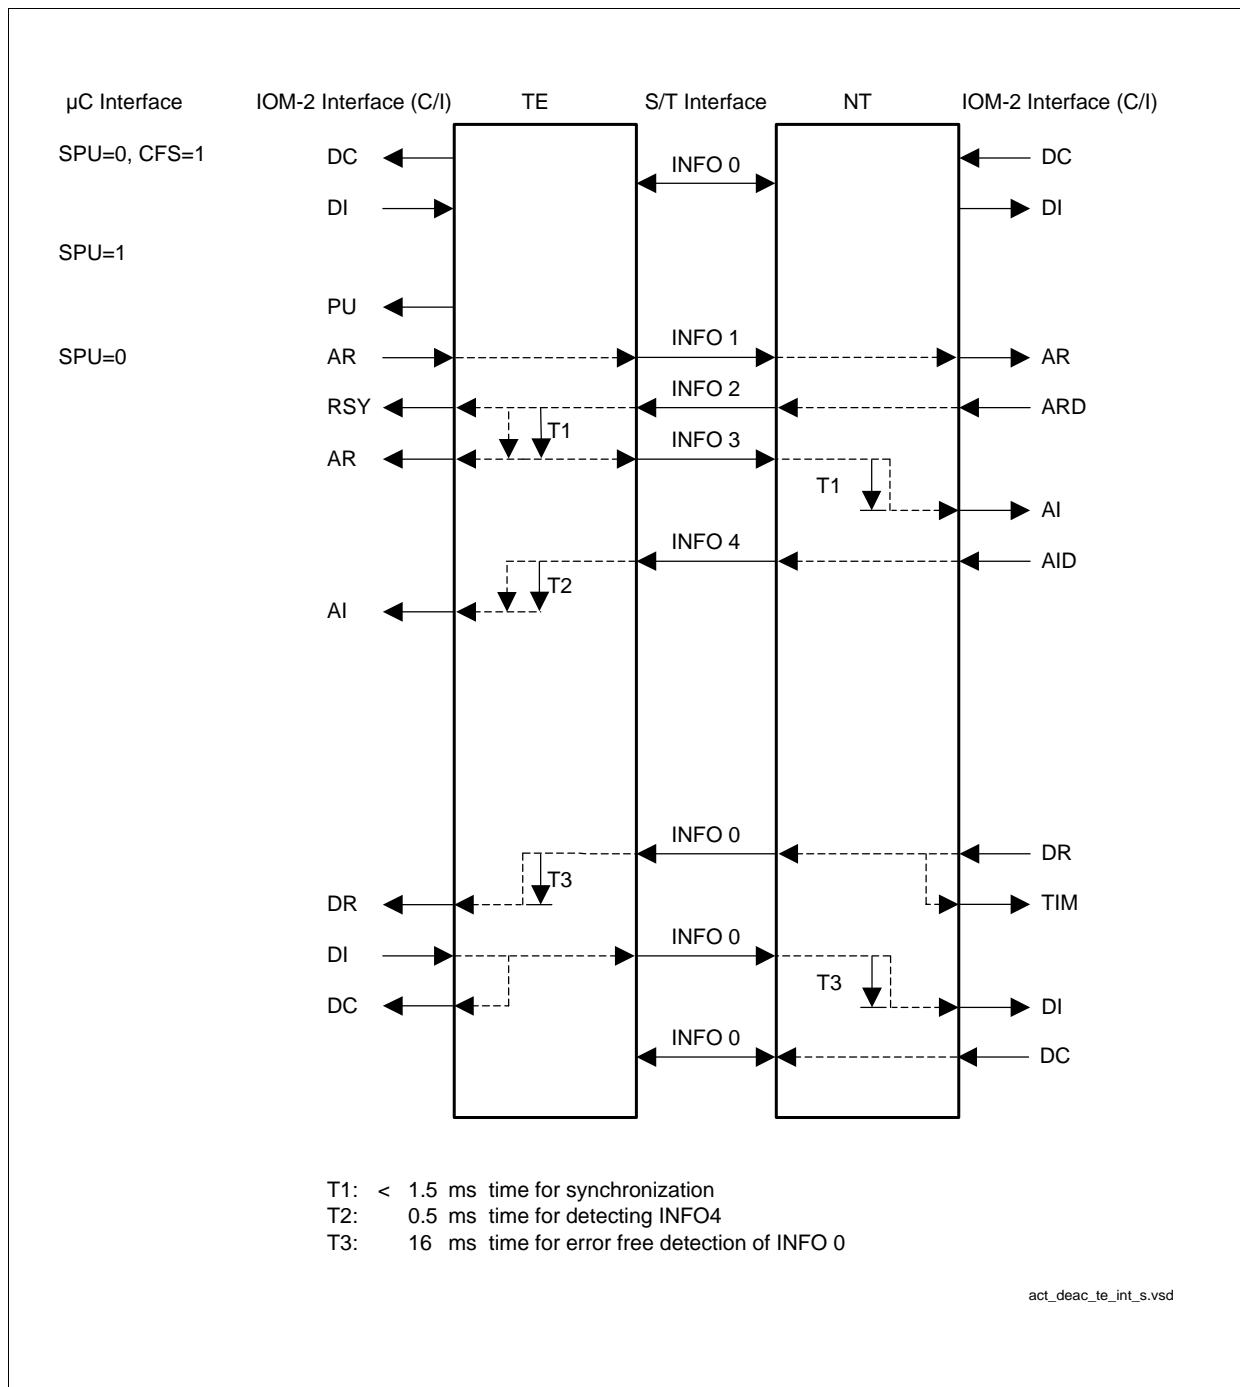 µC Interface IOM-2 Interface (C/I) TE S/T Interface NT IOM-2 Interface (C/I)
SPU=0, CFS=1 DC INFO 0 DC
DI DI
SPU=1
PU
SPU=0 AR INFO 1 AR
RSY INFO 2 ARD
T1
AR INFO 3
T1
AI
INFO 4 AID
T2
AI
INFO 0 DR
T3
DR TIM
DI INFO 0
T3
DC DI
INFO 0 DC
T1: < 1.5 ms time for synchronization
T2: 0.5 ms time for detecting INFO4
T3: 16 ms time for error free detection of INFO 0
act_deac_te_int_s.vsd